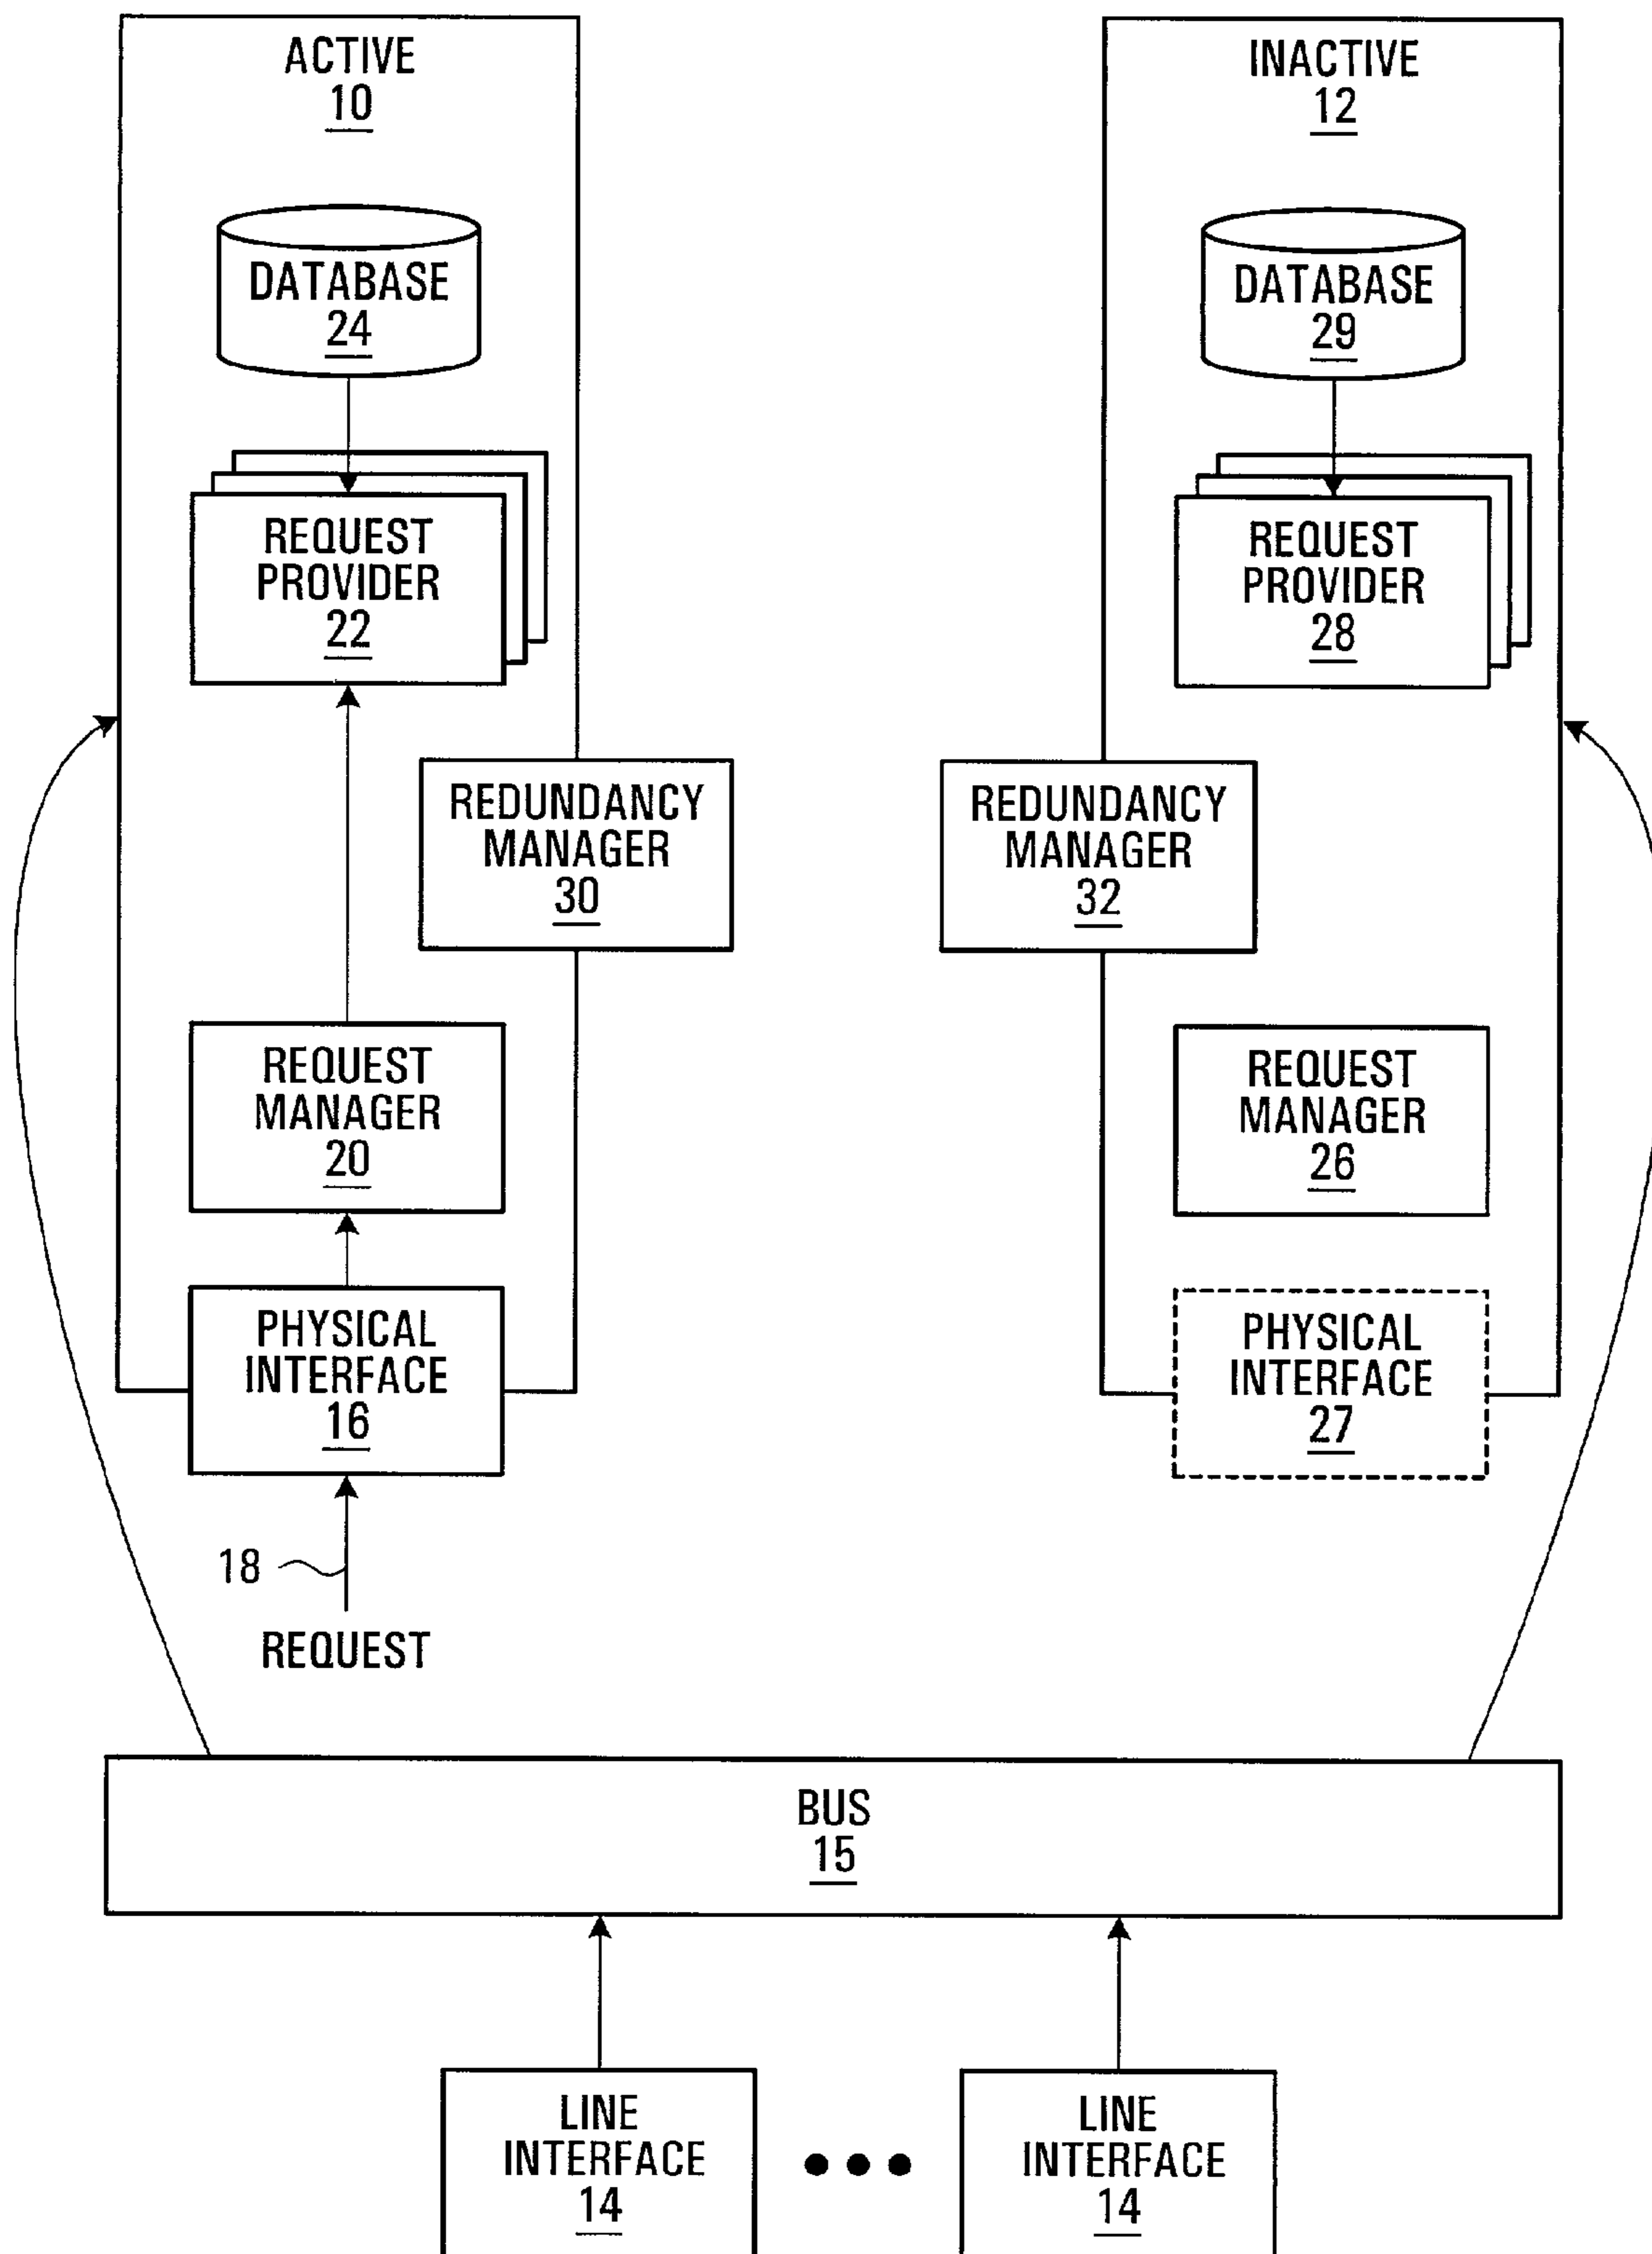 ACTIVE
10
DATABASE
24
REQUEST
PROVIDER
22
REDUNDANCY
MANAGER
30
REQUEST
MANAGER
20
PHYSICAL
INTERFACE
16
18
REQUEST
INACTIVE
12
DATABASE
29
REQUEST
PROVIDER
28
REDUNDANCY
MANAGER
32
REQUEST
MANAGER
26
PHYSICAL
INTERFACE
27
BUS
15
LINE
INTERFACE
14
LINE
INTERFACE
14